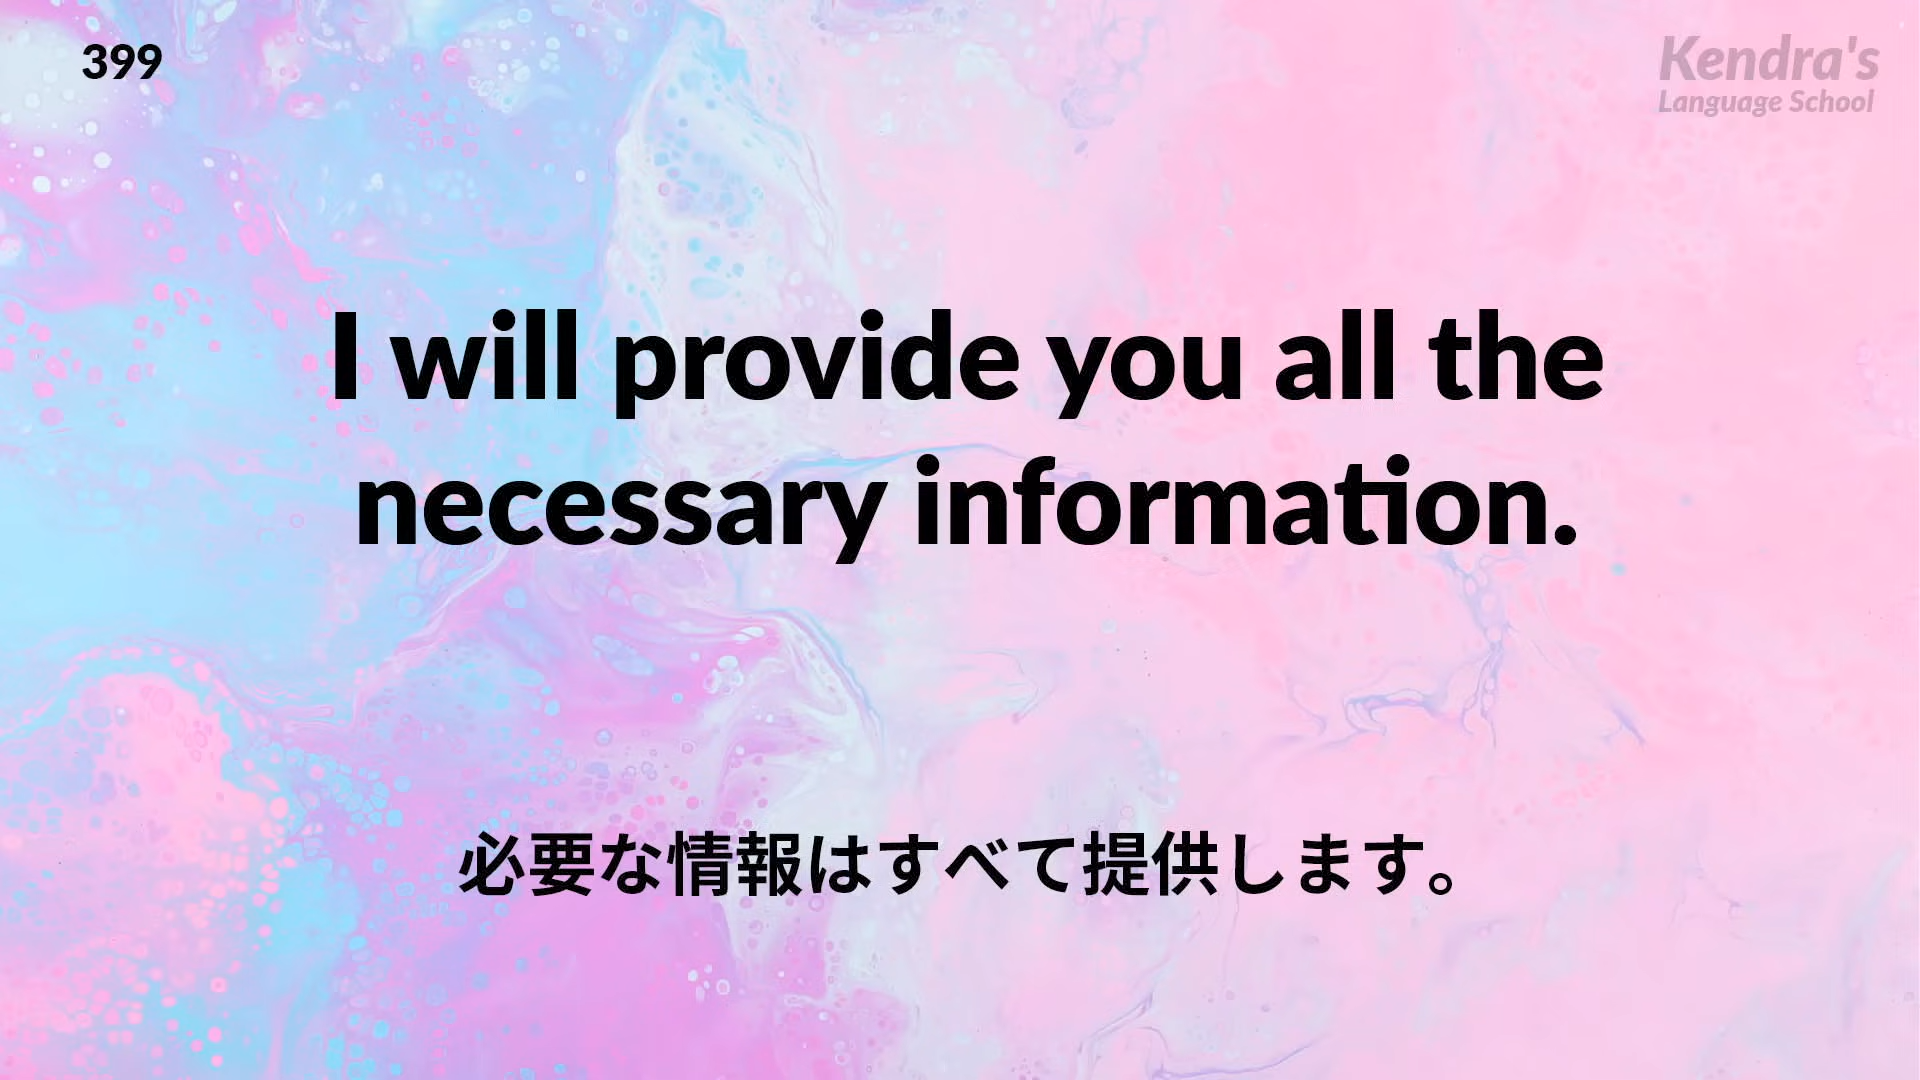 399
Kendra's
Language School
I will provide you all the
necessary information.
必要な情報はすべて提供します。